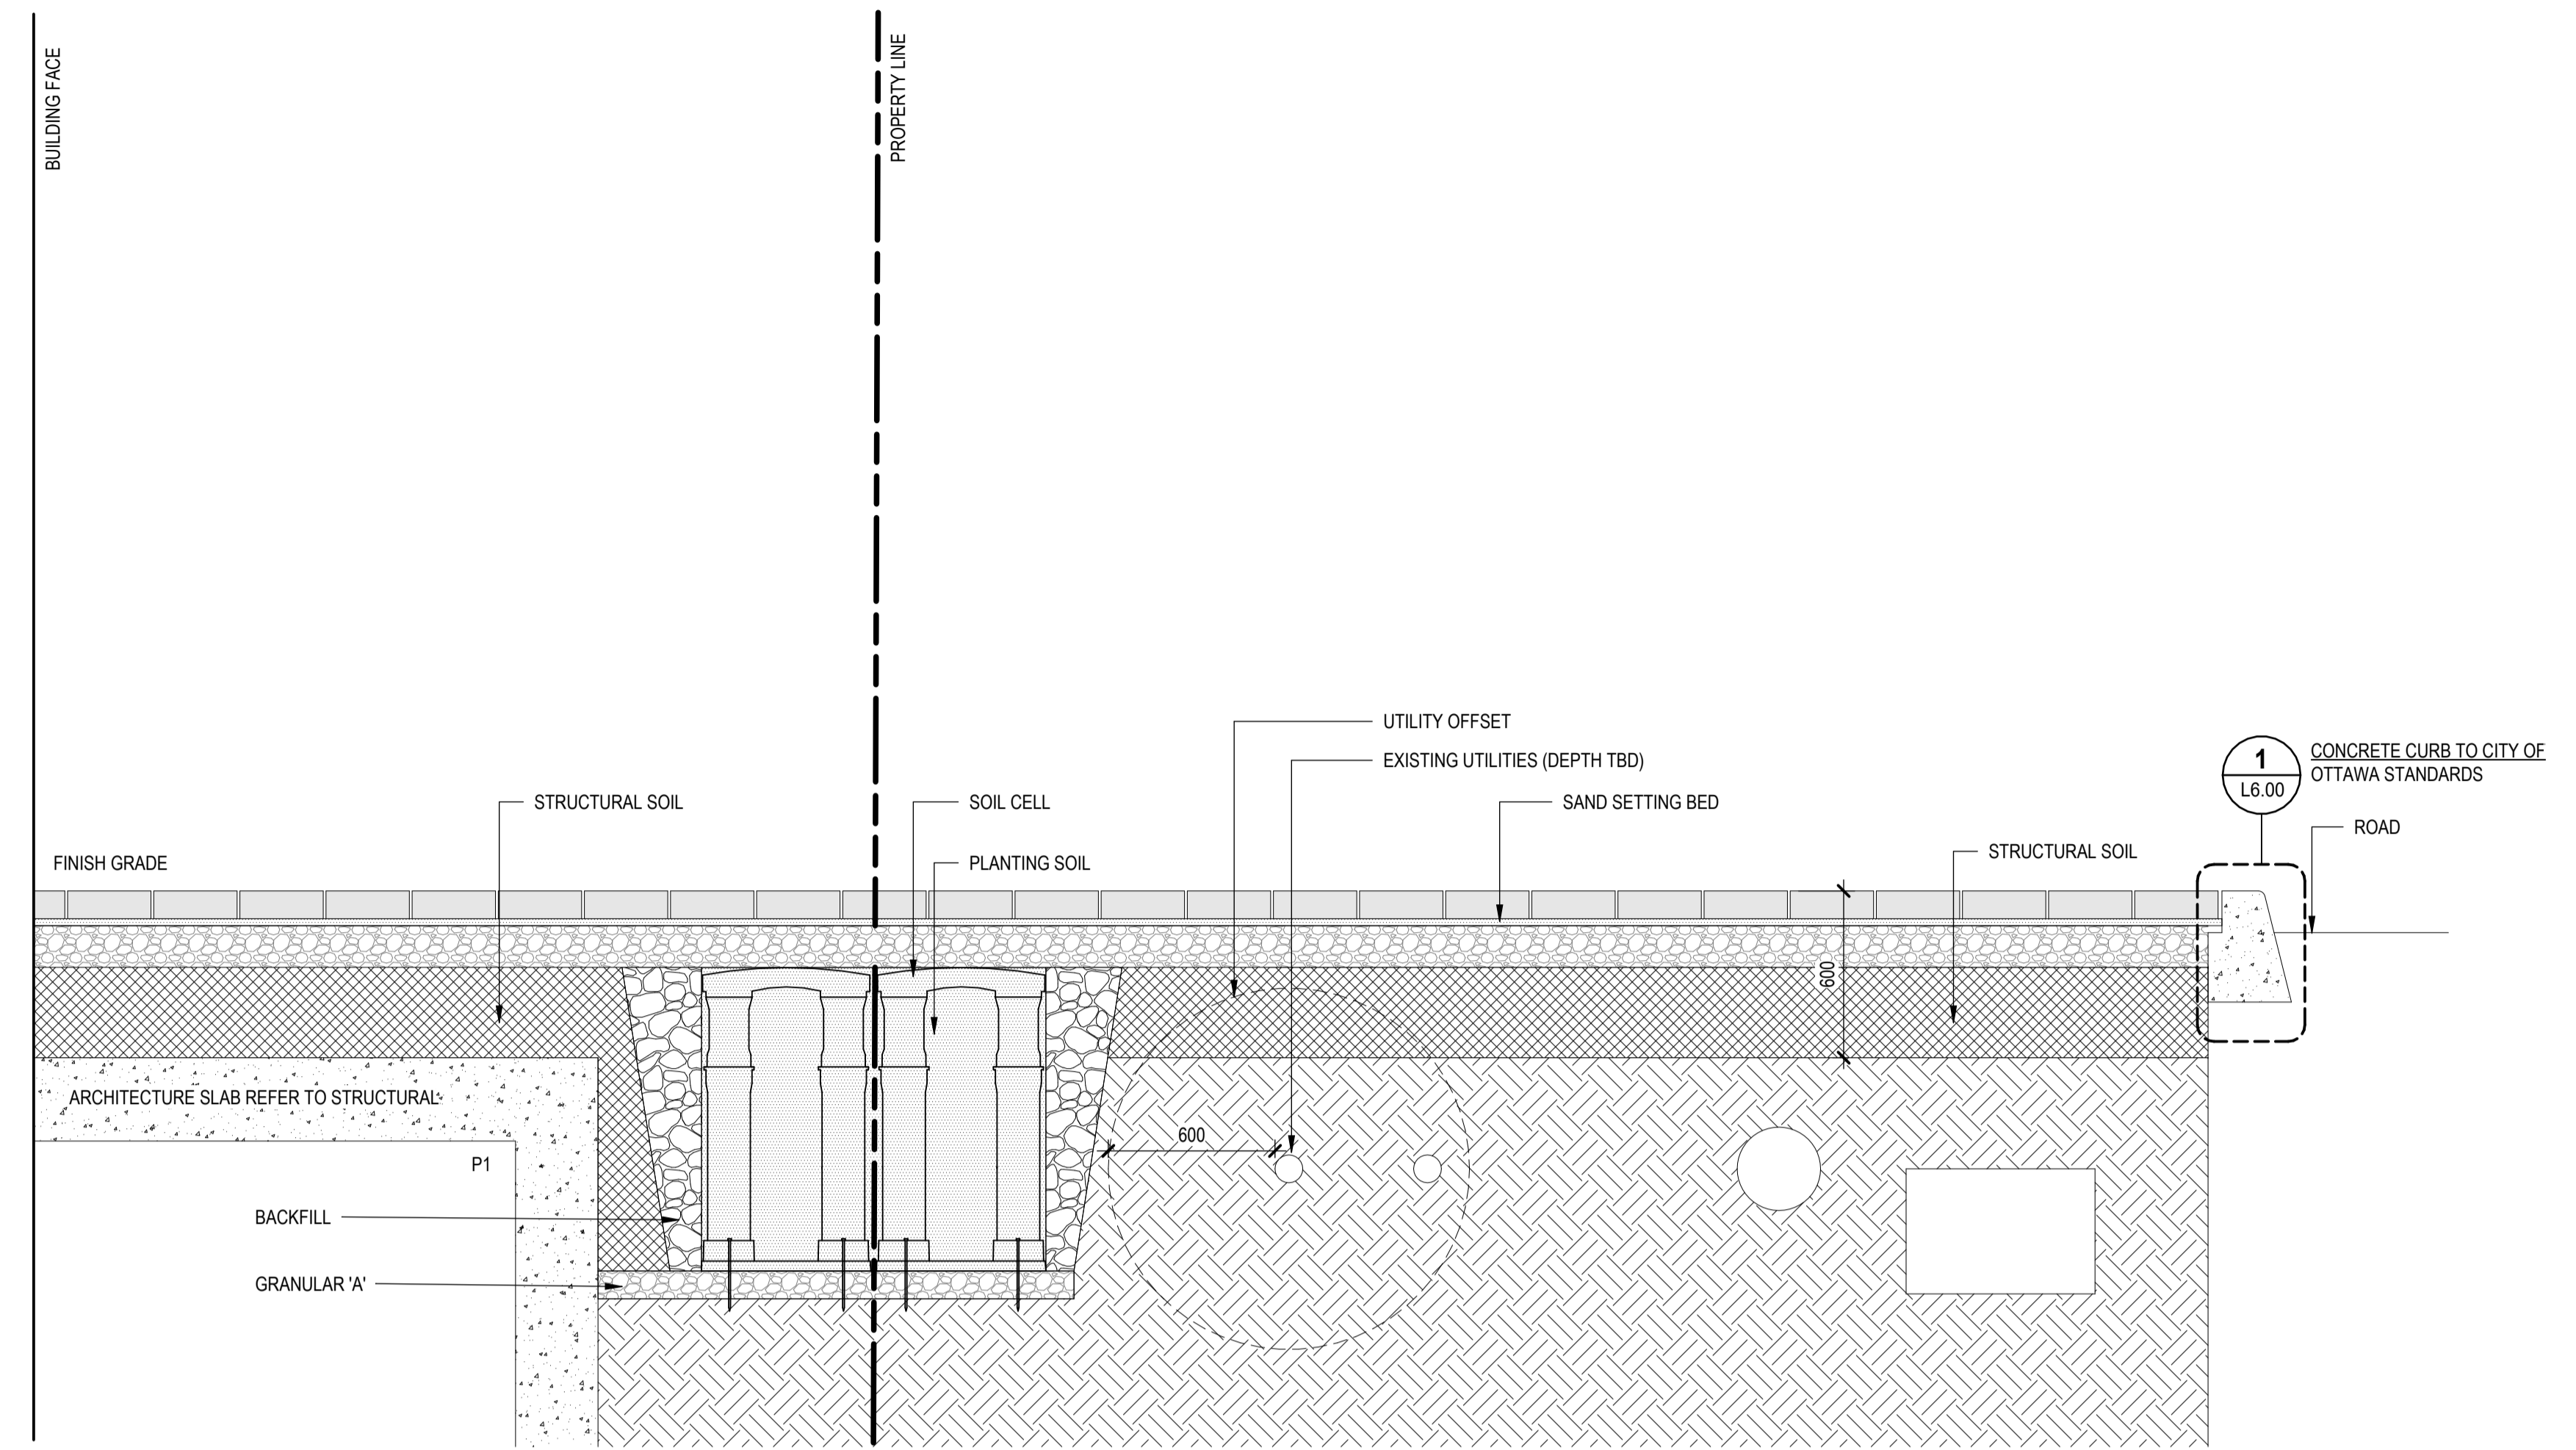 BUILDING FACE
PROPERTY LINE
UTILITY OFFSET
EXISTING UTILITIES (DEPTH TBD)
1
L6.00
CONCRETE CURB TO CITY OF
OTTAWA STANDARDS
STRUCTURAL SOIL
SOIL CELL
SAND SETTING BED
ROAD
FINISH GRADE
PLANTING SOIL
STRUCTURAL SOIL
600
ARCHITECTURE SLAB REFER TO STRUCTURAL
600
P1
BACKFILL
GRANULAR 'A'